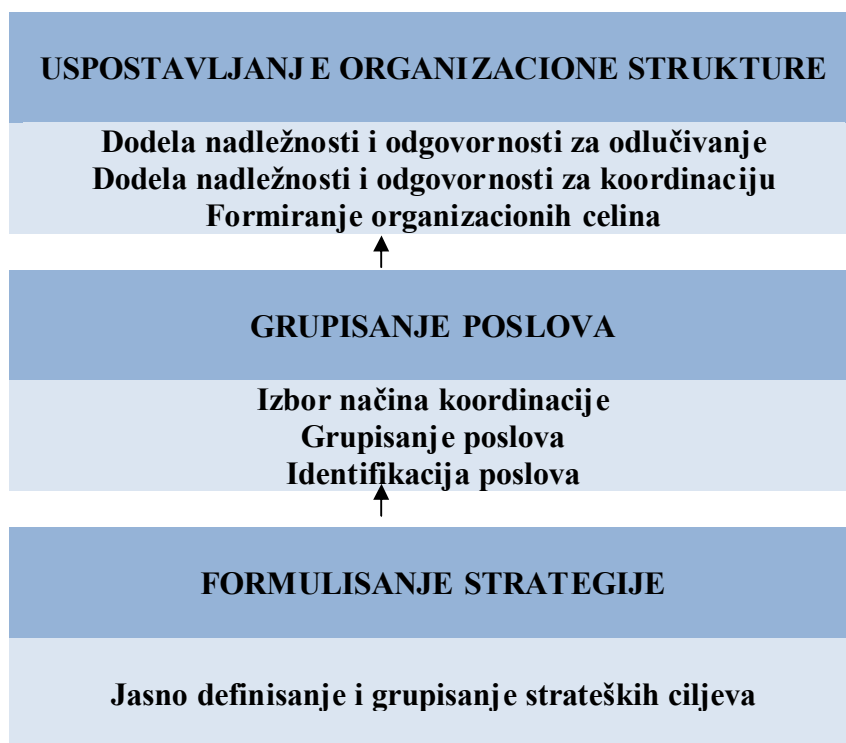 USPOSTAVLJANJE ORGANIZACIONE STRUKTURE
Dodela nadležnosti i odgovornosti za odlučivanje
Dodela nadležnosti i odgovornosti za koordinaciju
Formiranje organizacionih celina
GRUPISANJE POSLOVA
Izbor načina koordinacije
Grupisanje poslova
Identifikacija poslova
FORMULISANJE STRATEGIJE
Jasno definisanje i grupisanje strateških ciljeva